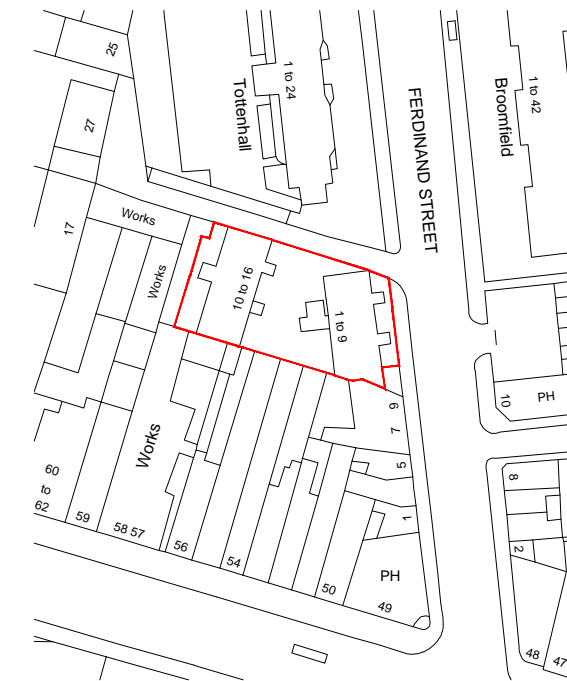 25
27
17
Tottenhall
1 to 24
FERDINAND STREET
Broomfield
1 to 42
Works
Works
10 to 16
1 to 9
10
PH
9
7
5
1
8
2
Works
60
to
62
59
58 57
56
54
50
PH
49
48
47